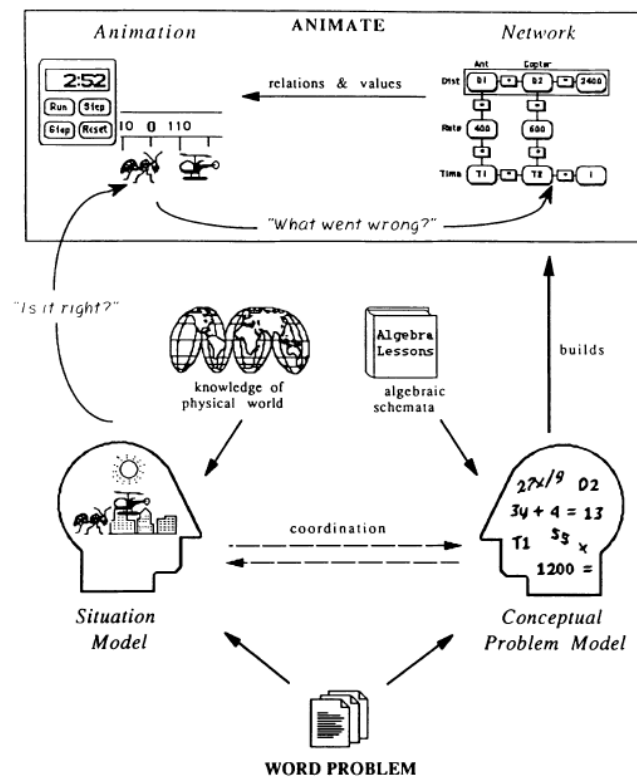 ANIMATE
Animation
Network
2:52
Run Step
Stop Reset
10 0 110
relations & values
Ant Copter
Dist D1 D2 2400
Rate 400 600
Time T1 T2 1
"What went wrong?"
"Is it right?"
knowledge of
physical world
Algebra
Lessons
algebraic
schemata
builds
27x/9 D2
3y + 4 = 13
T1 55 x
1200 =
coordination
Situation
Model
Conceptual
Problem Model
WORD PROBLEM